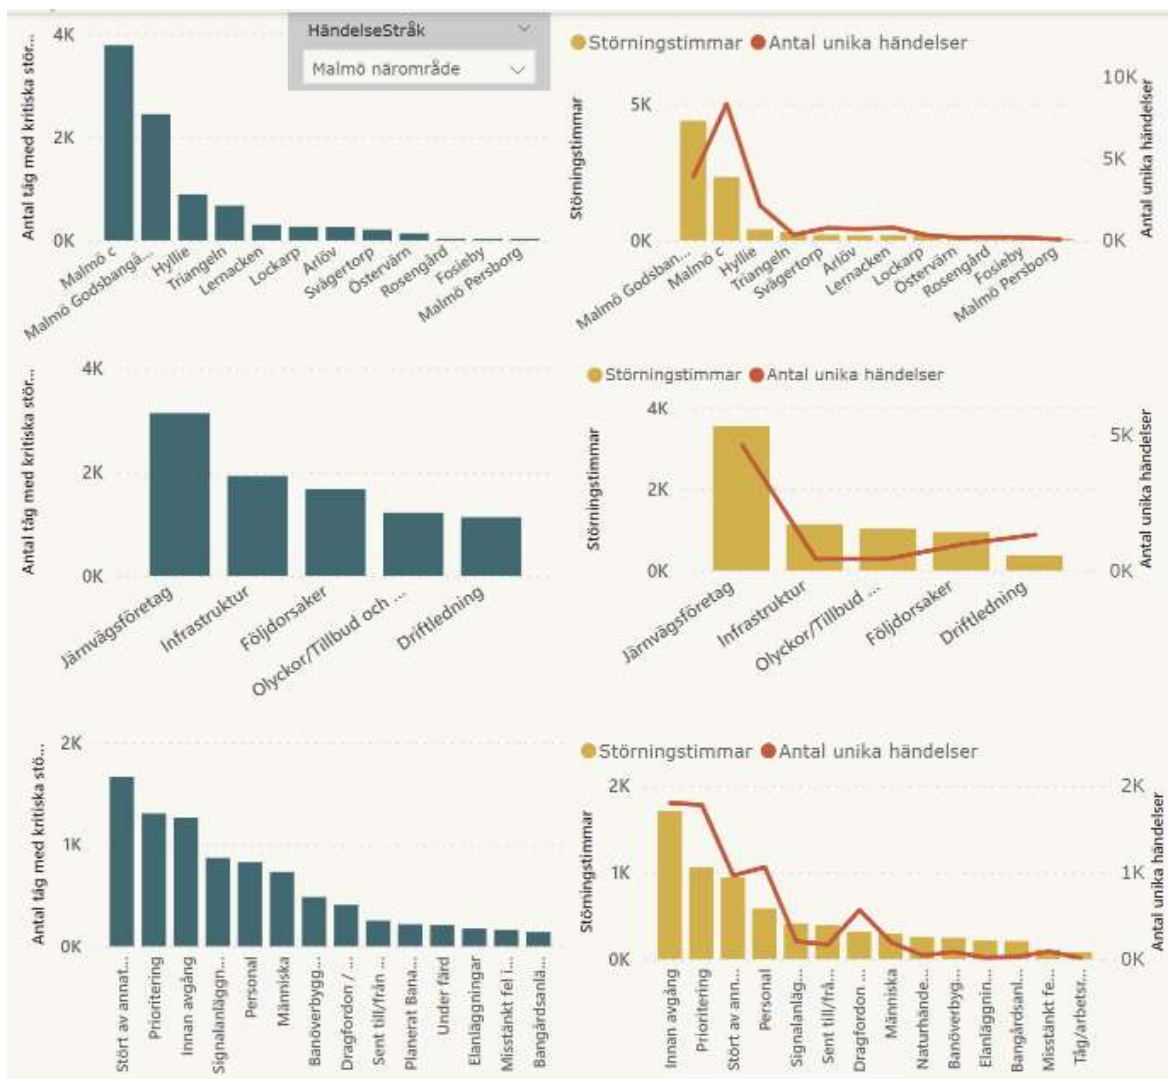 HändelseStråk
Malmö närområde
Antal tåg med kritiska stör...
4K
2K
0K
Malmö c
Malmö Godsbangå...
Hyllie
Triangeln
Lernacken
Lockarp
Arlöv
Svågertorp
Östervärn
Rosengård
Fosieby
Malmö Persborg
Störningstimmar Antal unika händelser
Störningstimmar
5K
0K
10K
5K
0K
Antal unika händelser
Malmö Godsban...
Malmö c
Hyllie
Triangeln
Svågertorp
Arlöv
Lernacken
Lockarp
Östervärn
Rosengård
Fosieby
Malmö Persborg
Antal tåg med kritiska stör...
4K
2K
0K
Järnvägsföretag
Infrastruktur
Följdorsaker
Olyckor/Tillbud och ...
Driftledning
Störningstimmar Antal unika händelser
Störningstimmar
4K
2K
0K
5K
0K
Antal unika händelser
Järnvägsföretag
Infrastruktur
Olyckor/Tillbud ...
Följdorsaker
Driftledning
Antal tåg med kritiska stö...
2K
1K
0K
Stört av annat...
Prioritering
Innan avgång
Signalanläggn...
Personal
Människa
Banöverbygg...
Dragfordon / ...
Sent till/från ...
Planerat Bana...
Under färd
Elanläggningar
Misstänkt fel i...
Bangårdsanlä...
Störningstimmar Antal unika händelser
Störningstimmar
2K
1K
0K
2K
1K
0K
Antal unika händelser
Innan avgång
Prioritering
Stört av ann...
Personal
Signalanläg...
Sent till/frå...
Dragfordon ...
Människa
Naturhände...
Banöverbyg...
Elanläggnin...
Bangårdsanl...
Misstänkt fe...
Tåg/arbetsr...